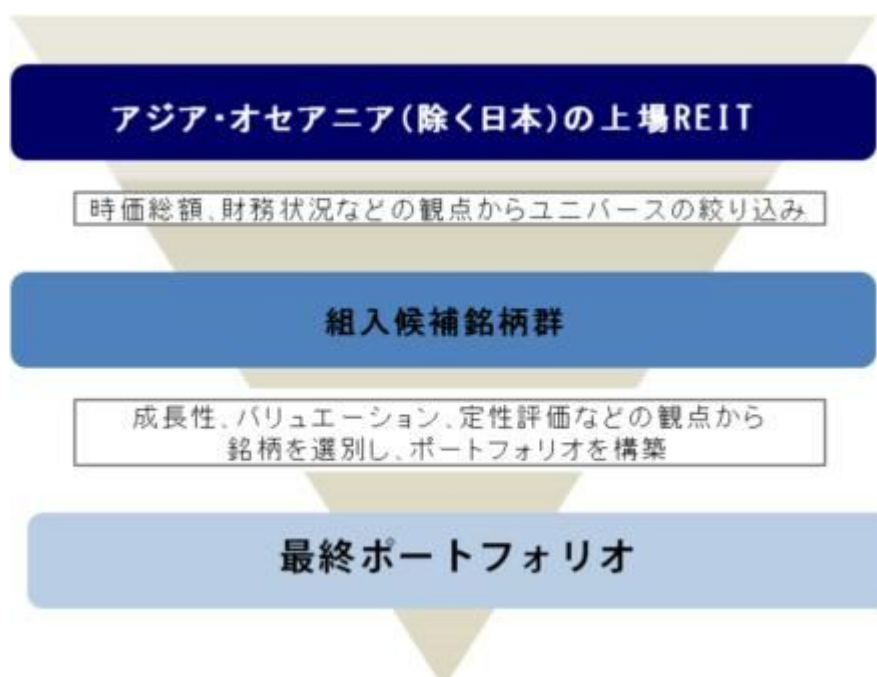 アジア・オセアニア(除く日本)の上場REIT
時価総額、財務状況などの観点からユニバースの絞り込み
組入候補銘柄群
成長性、バリュエーション、定性評価などの観点から
銘柄を選別し、ポートフォリオを構築
最終ポートフォリオ